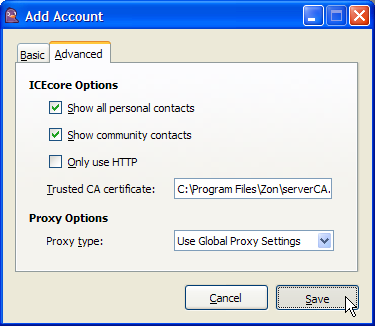 Add Account
Basic Advanced
ICEcore Options
Show all personal contacts
Show community contacts
Only use HTTP
Trusted CA certificate: C:\Program Files\Zon\serverCA.
Proxy Options
Proxy type: Use Global Proxy Settings
Cancel Save